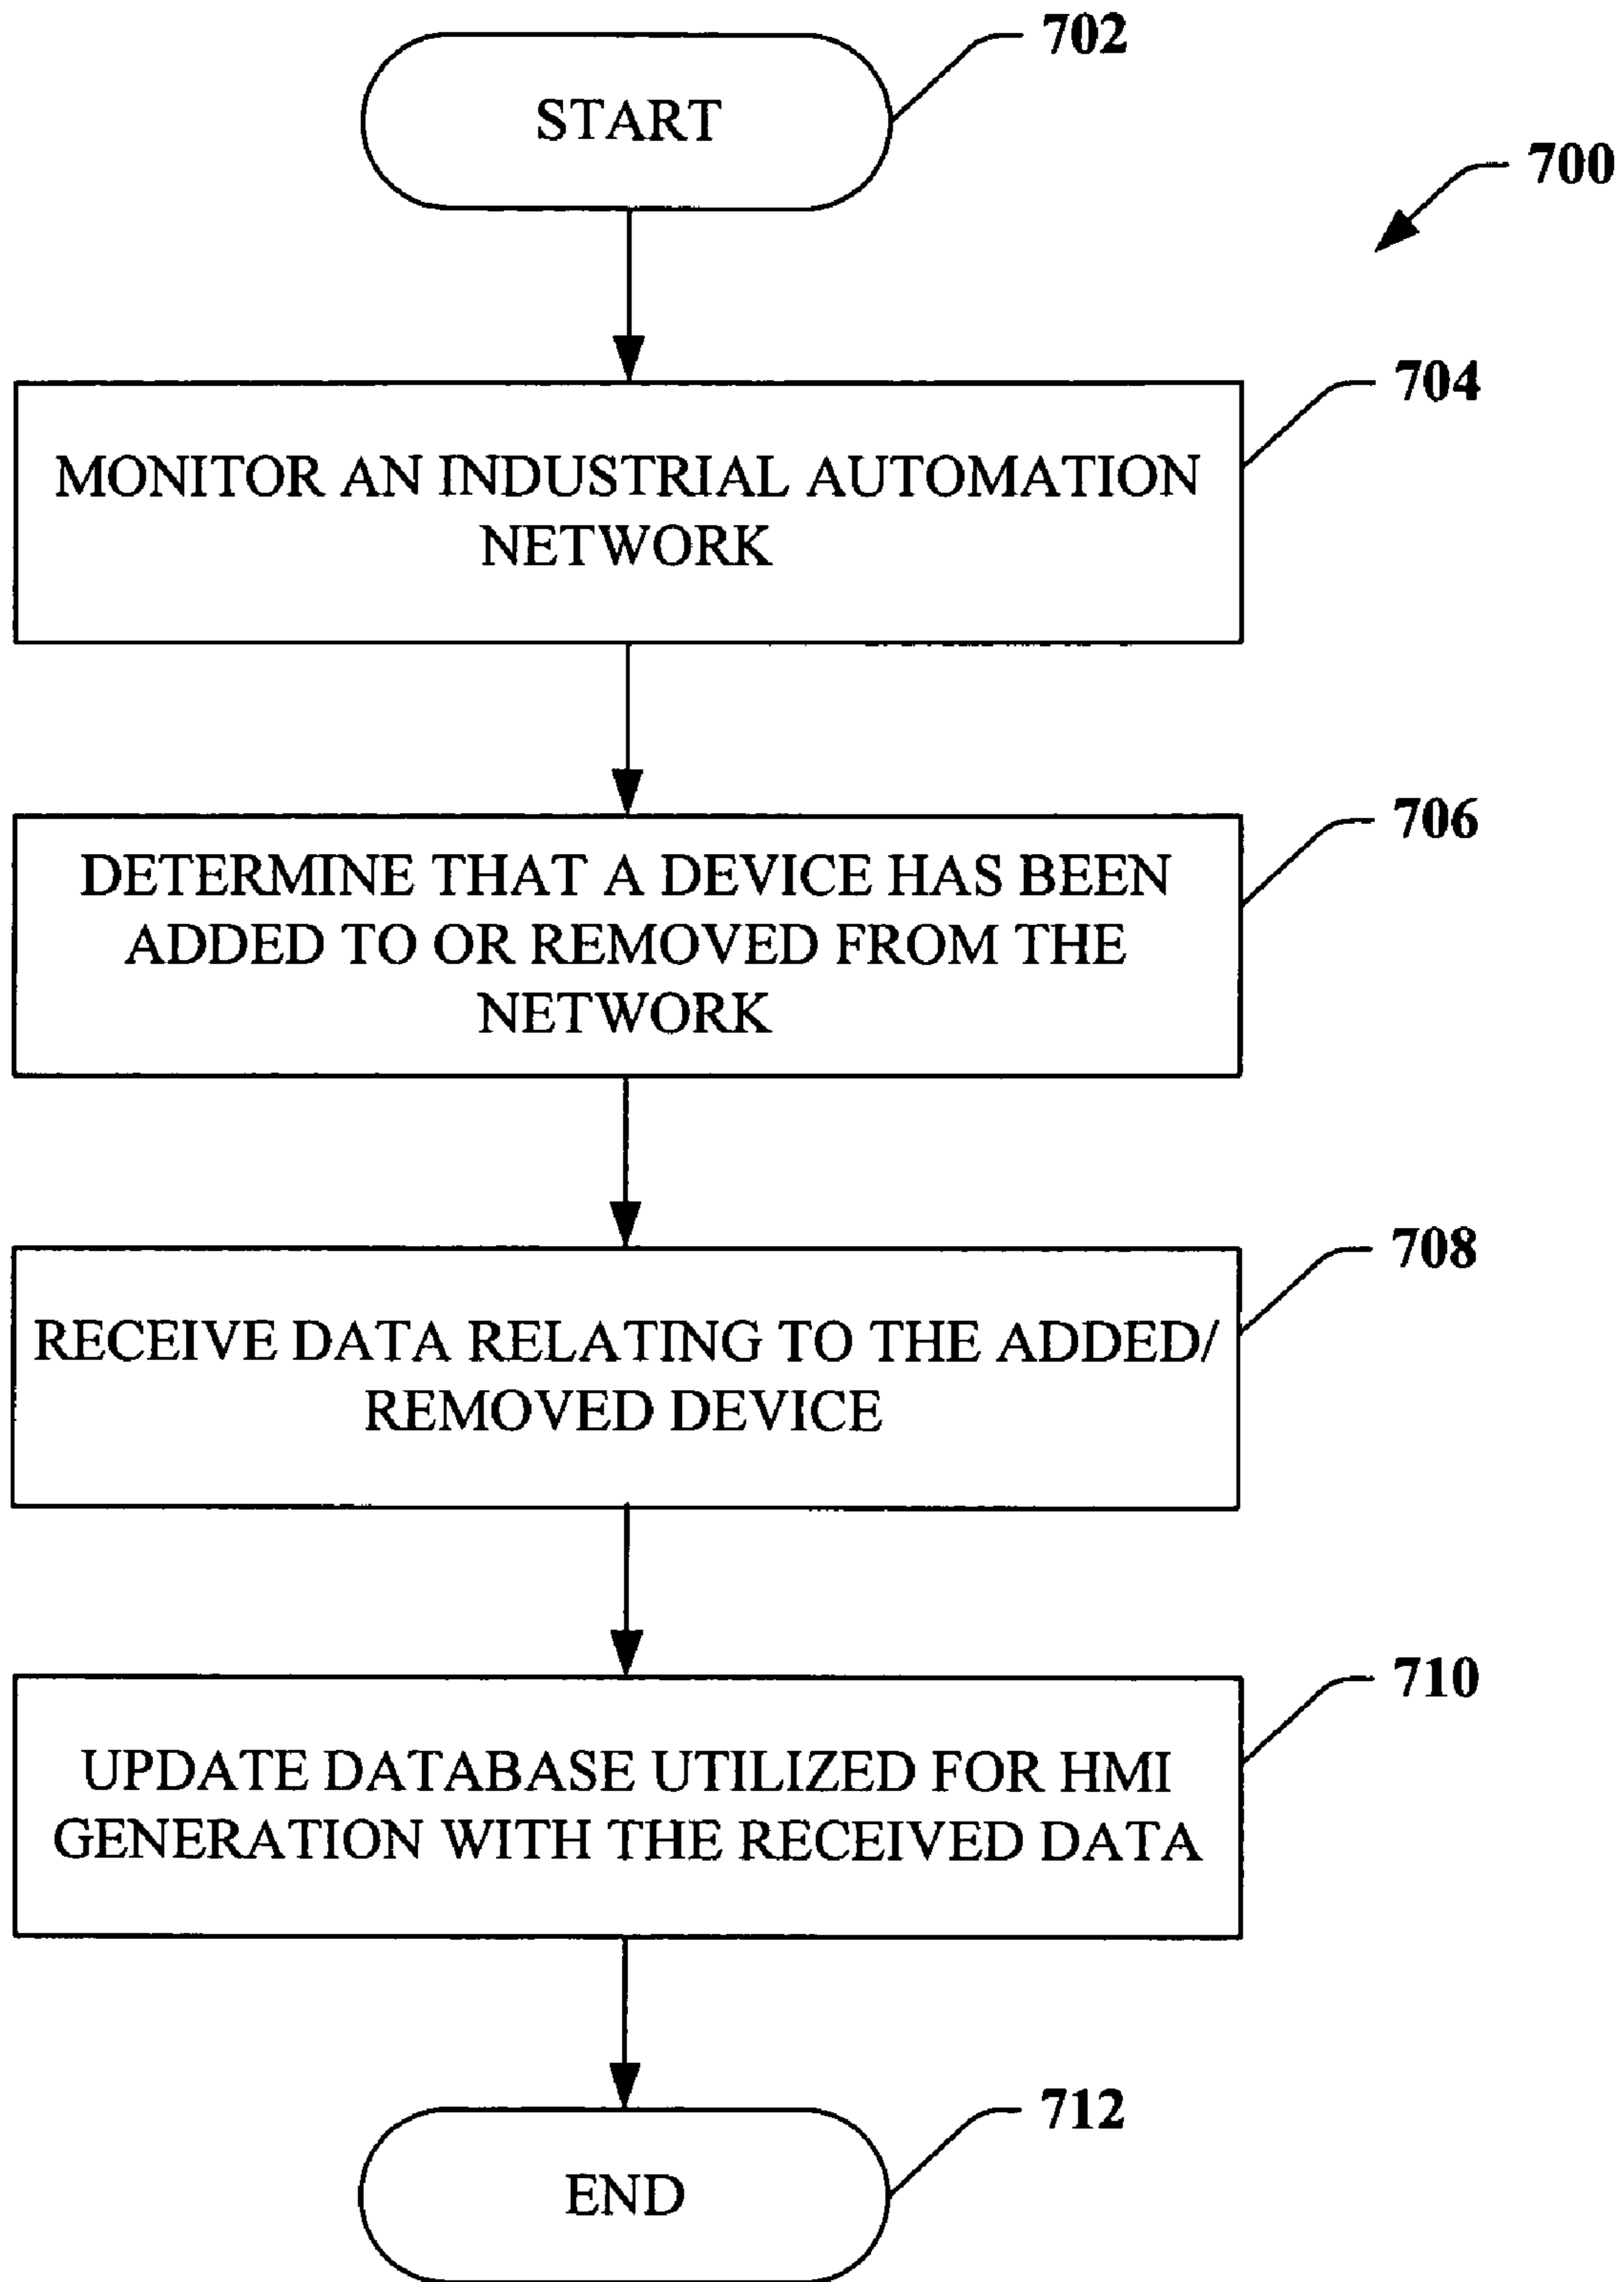 702
START
700
704
MONITOR AN INDUSTRIAL AUTOMATION
NETWORK
706
DETERMINE THAT A DEVICE HAS BEEN
ADDED TO OR REMOVED FROM THE
NETWORK
708
RECEIVE DATA RELATING TO THE ADDED/
REMOVED DEVICE
710
UPDATE DATABASE UTILIZED FOR HMI
GENERATION WITH THE RECEIVED DATA
712
END